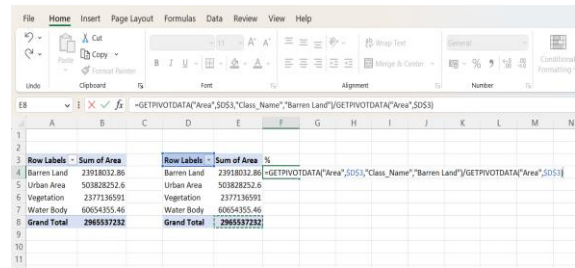 File Home Insert Page Layout Formulas Data Review View Help
Cut
Paste Copy
Format Painter
11 A A
Wrap Text
General
Conditional
B I U A
Merge & Center
% 9
Formatting
Undo Clipboard Font Alignment Number
E8 fx =GETPIVOTDATA("Area",$D$3,"Class_Name","Barren Land")/GETPIVOTDATA("Area",$D$3)
A B C D E F G H I J K L M N
1
2
3 Row Labels Sum of Area Row Labels Sum of Area %
4 Barren Land 23918032.86 Barren Land 23918032.86 =GETPIVOTDATA("Area",$D$3,"Class_Name","Barren Land")/GETPIVOTDATA("Area",$D$3)
5 Urban Area 503828252.6 Urban Area 503828252.6
6 Vegetation 2377136591 Vegetation 2377136591
7 Water Body 60654355.46 Water Body 60654355.46
8 Grand Total 2965537232 Grand Total 2965537232
9
10
11